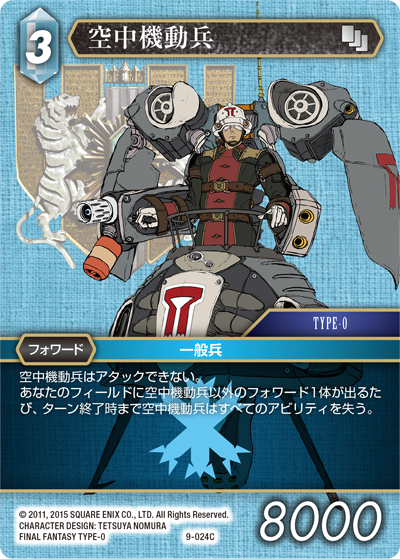 3
空中機動兵
TYPE-0
フォワード
一般兵
空中機動兵はアタックできない。
あなたのフィールドに空中機動兵以外のフォワード1体が出るた
び、ターン終了時まで空中機動兵はすべてのアビリティを失う。
© 2011, 2015 SQUARE ENIX CO., LTD. All Rights Reserved.
CHARACTER DESIGN: TETSUYA NOMURA
FINAL FANTASY TYPE-0
9-024C
8000